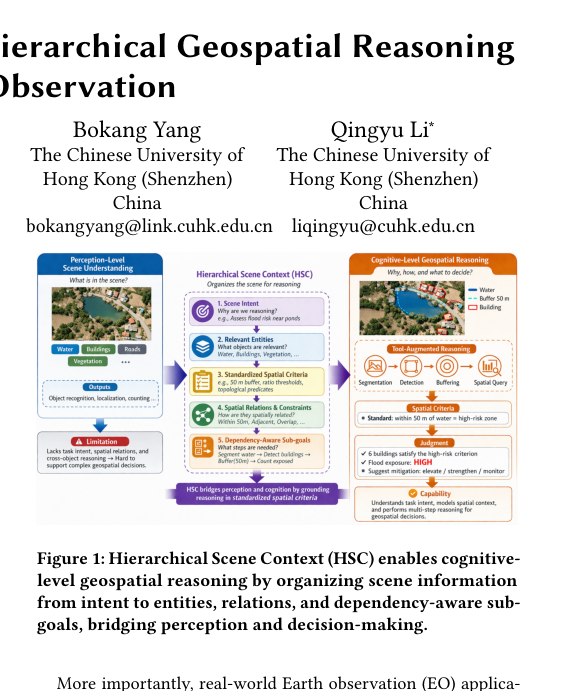 ierarchical Geospatial Reasoning
Observation
Bokang Yang
The Chinese University of
Hong Kong (Shenzhen)
China
bokangyang@link.cuhk.edu.cn
Qingyu Li*
The Chinese University of
Hong Kong (Shenzhen)
China
liqingyu@cuhk.edu.cn
Perception-Level
Scene Understanding
What is in the scene?
Water Buildings Roads
Vegetation ...
Outputs
Object recognition, localization, counting ...
Limitation
Lacks task intent, spatial relations, and
cross-object reasoning → Hard to
support complex geospatial decisions.
Hierarchical Scene Context (HSC)
Organizes the scene for reasoning
1. Scene Intent
Why are we reasoning?
e.g., Assess flood risk near ponds
2. Relevant Entities
What objects are relevant?
Water, Buildings, Vegetation, ...
3. Standardized Spatial Criteria
e.g., 50 m buffer, ratio thresholds,
topological predicates
4. Spatial Relations & Constraints
How are they spatially related?
Within 50m, Adjacent, Overlap, ...
5. Dependency-Aware Sub-goals
What steps are needed?
Segment water → Detect buildings →
Buffer(50m) → Count exposed
HSC bridges perception and cognition by grounding
reasoning in standardized spatial criteria
Cognitive-Level Geospatial Reasoning
Why, how, and what to decide?
Water
Buffer 50 m
Building
Tool-Augmented Reasoning
Segmentation Detection Buffering Spatial Query
Spatial Criteria
Standard: within 50 m of water = high-risk zone
Judgment
✓ 6 buildings satisfy the high-risk criterion
✓ Flood exposure: HIGH
Suggest mitigation: elevate / strengthen / monitor
Capability
Understands task intent, models spatial context,
and performs multi-step reasoning for
geospatial decisions.
Figure 1: Hierarchical Scene Context (HSC) enables cognitive-
level geospatial reasoning by organizing scene information
from intent to entities, relations, and dependency-aware sub-
goals, bridging perception and decision-making.
More importantly, real-world Earth observation (EO) applica-